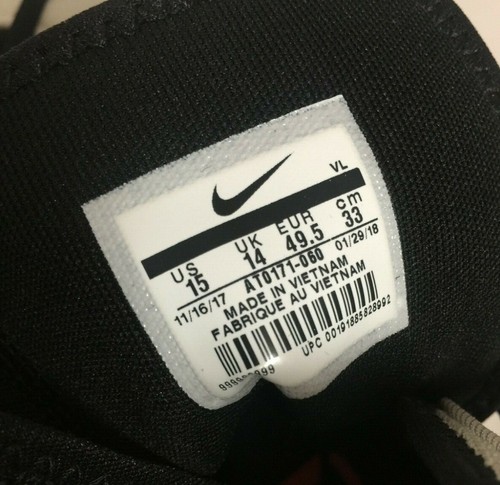 VL
US UK EUR cm
15 14 49.5 33
11/16/17 AT0171-060 01/29/18
MADE IN VIETNAM
FABRIQUE AU VIETNAM
UPC 00191885828992